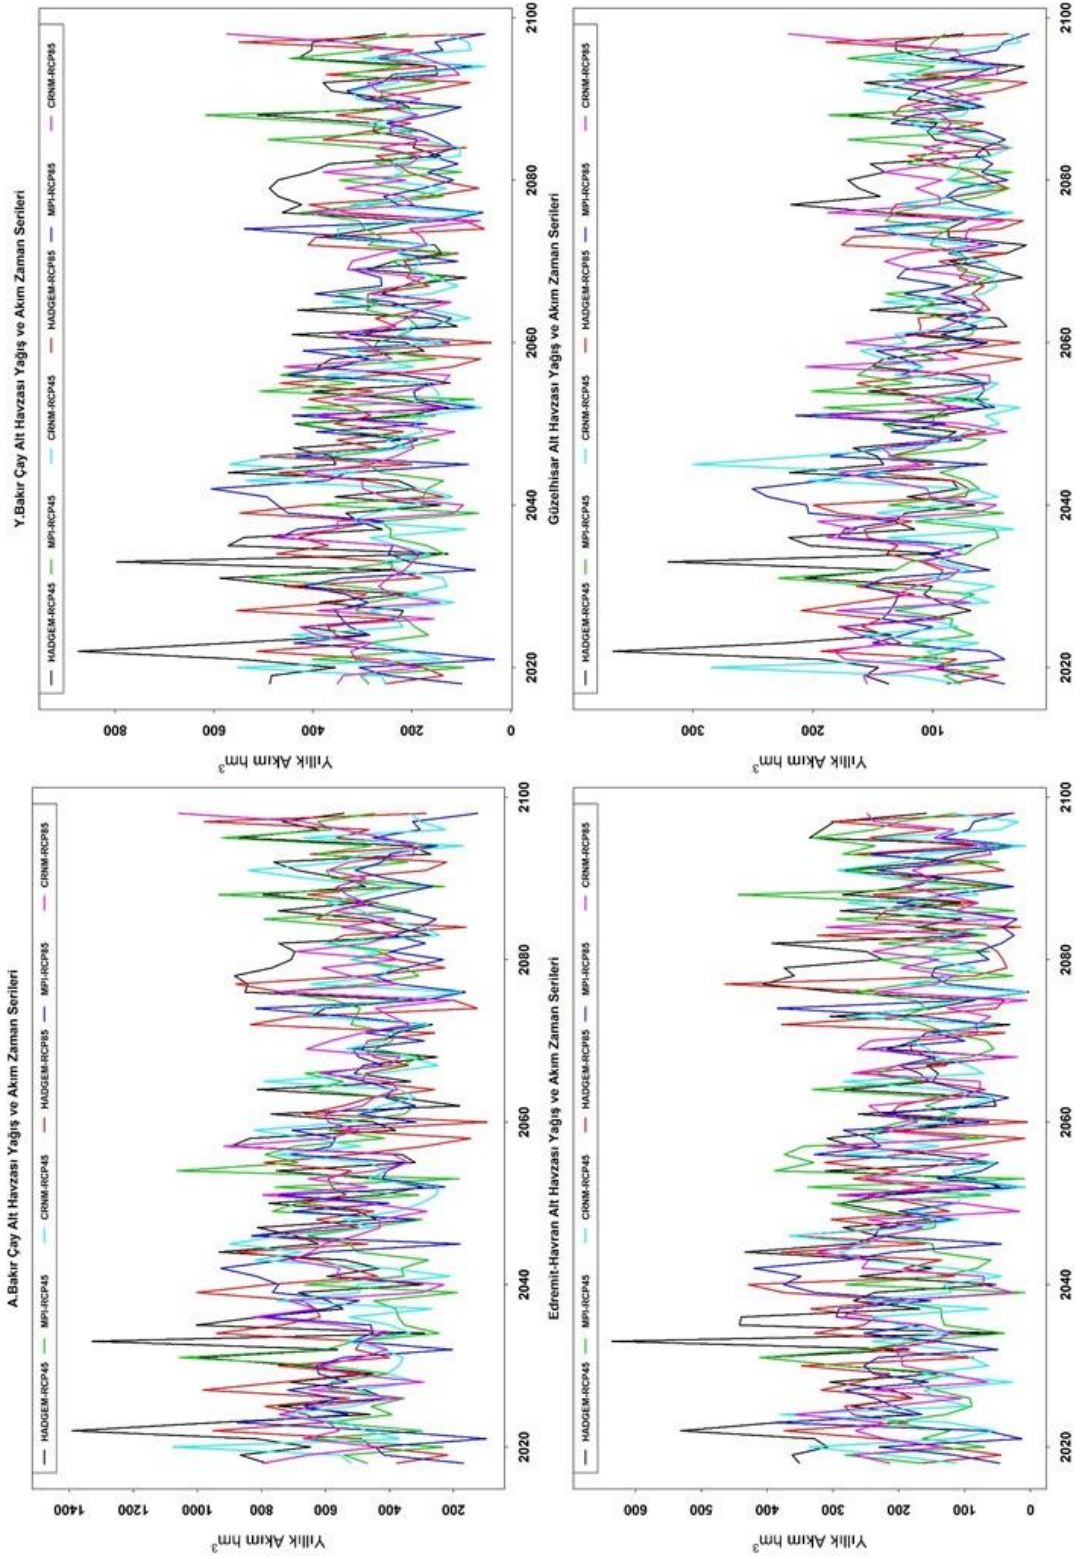 A.Bakır Çay Alt Havzası Yağış ve Akım Zaman Serileri
HADGEM-RCP45 MPI-RCP45 CRNM-RCP45 HADGEM-RCP85 MPI-RCP85 CRNM-RCP85
Yıllık Akım hm³
1400
1200
1000
800
600
400
200
2020 2040 2060 2080 2100
Y.Bakır Çay Alt Havzası Yağış ve Akım Zaman Serileri
HADGEM-RCP45 MPI-RCP45 CRNM-RCP45 HADGEM-RCP85 MPI-RCP85 CRNM-RCP85
Yıllık Akım hm³
800
600
400
200
0
2020 2040 2060 2080 2100
Edremit-Havran Alt Havzası Yağış ve Akım Zaman Serileri
HADGEM-RCP45 MPI-RCP45 CRNM-RCP45 HADGEM-RCP85 MPI-RCP85 CRNM-RCP85
Yıllık Akım hm³
600
500
400
300
200
100
0
2020 2040 2060 2080 2100
Güzelhisar Alt Havzası Yağış ve Akım Zaman Serileri
HADGEM-RCP45 MPI-RCP45 CRNM-RCP45 HADGEM-RCP85 MPI-RCP85 CRNM-RCP85
Yıllık Akım hm³
300
200
100
2020 2040 2060 2080 2100